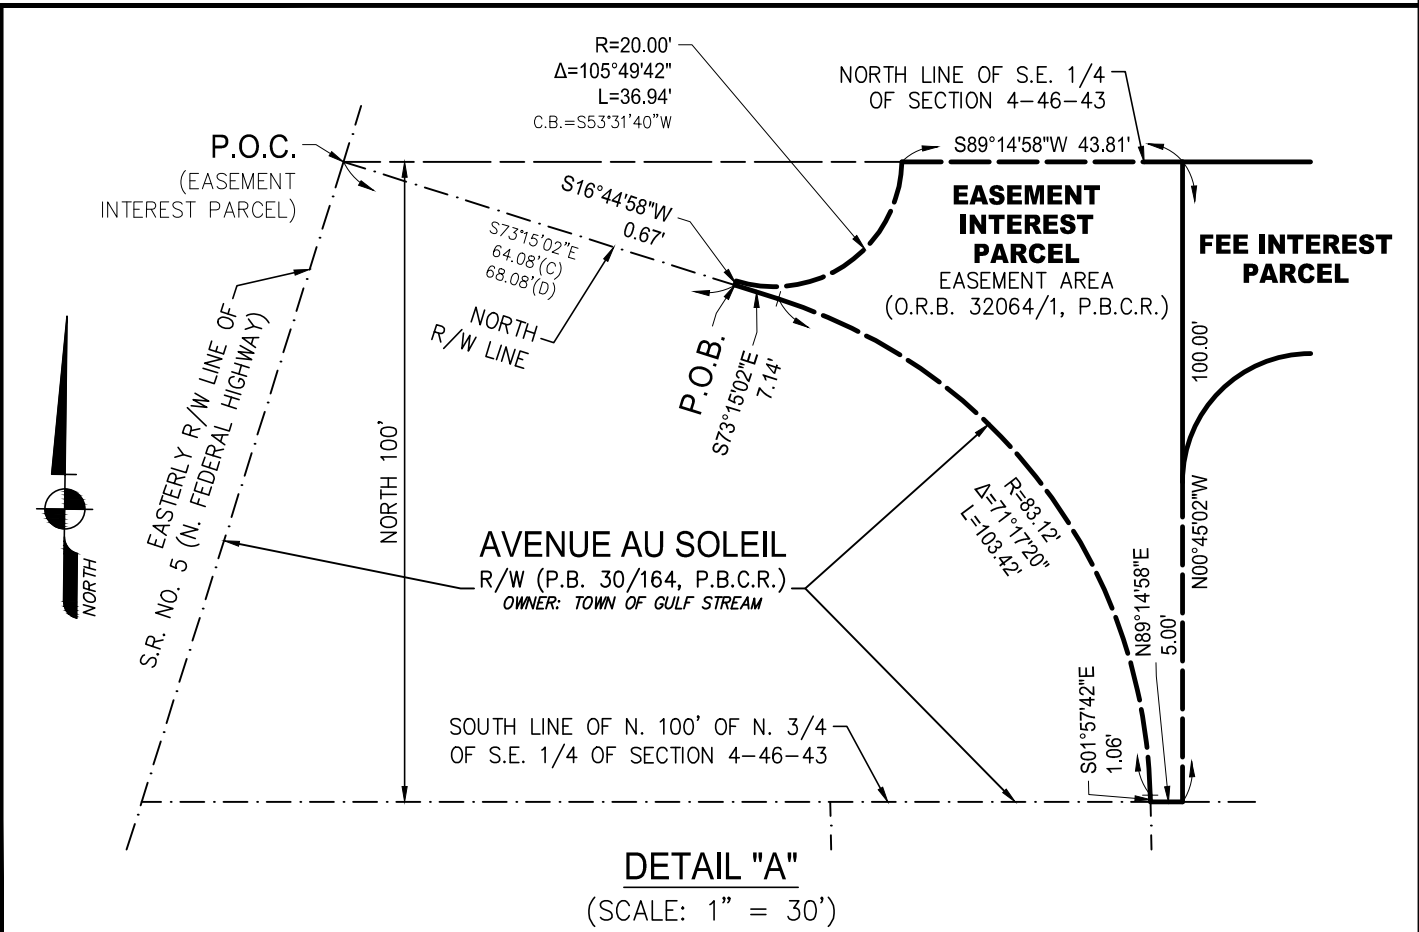 R=20.00'
Δ=105°49'42"
L=36.94'
C.B.=S53°31'40"W
NORTH LINE OF S.E. 1/4
OF SECTION 4-46-43
P.O.C.
(EASEMENT
INTEREST PARCEL)
S89°14'58"W 43.81'
S16°44'58"W
0.67'
EASEMENT
INTEREST
PARCEL
EASEMENT AREA
(O.R.B. 32064/1, P.B.C.R.)
FEE INTEREST
PARCEL
S73°15'02"E
64.08'(C)
68.08'(D)
NORTH
R/W LINE
P.O.B.
S73°15'02"E
7.14'
100.00'
N00°45'02"W
EASTERLY R/W LINE OF
S.R. NO. 5 (N. FEDERAL HIGHWAY)
NORTH 100'
NORTH
R=83.12'
Δ=71°17'20"
L=103.42'
AVENUE AU SOLEIL
R/W (P.B. 30/164, P.B.C.R.)
OWNER: TOWN OF GULF STREAM
N89°14'58"E
5.00'
S01°57'42"E
1.06'
SOUTH LINE OF N. 100' OF N. 3/4
OF S.E. 1/4 OF SECTION 4-46-43
DETAIL "A"
(SCALE: 1" = 30')